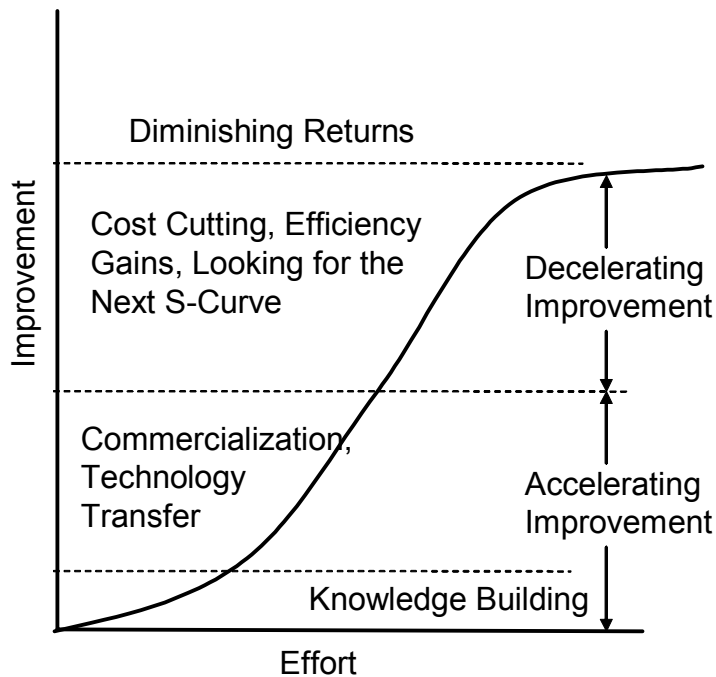 Diminishing Returns
Improvement
Cost Cutting, Efficiency
Gains, Looking for the
Next S-Curve
Decelerating
Improvement
Commercialization,
Technology
Transfer
Accelerating
Improvement
Knowledge Building
Effort